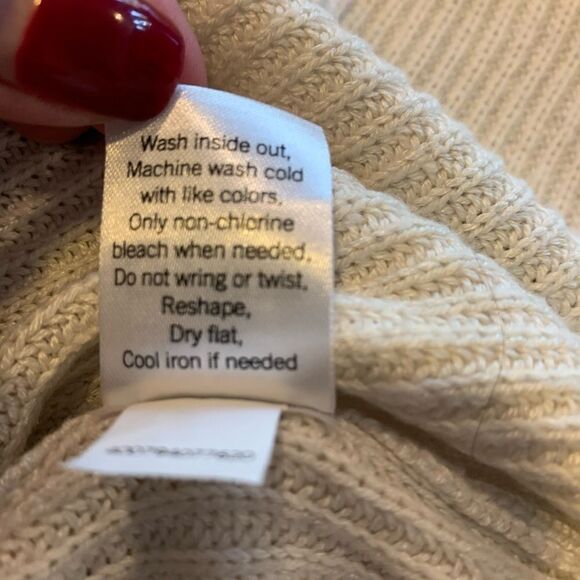 Wash inside out,
Machine wash cold
with like colors,
Only non-chlorine
bleach when needed,
Do not wring or twist,
Reshape,
Dry flat,
Cool iron if needed